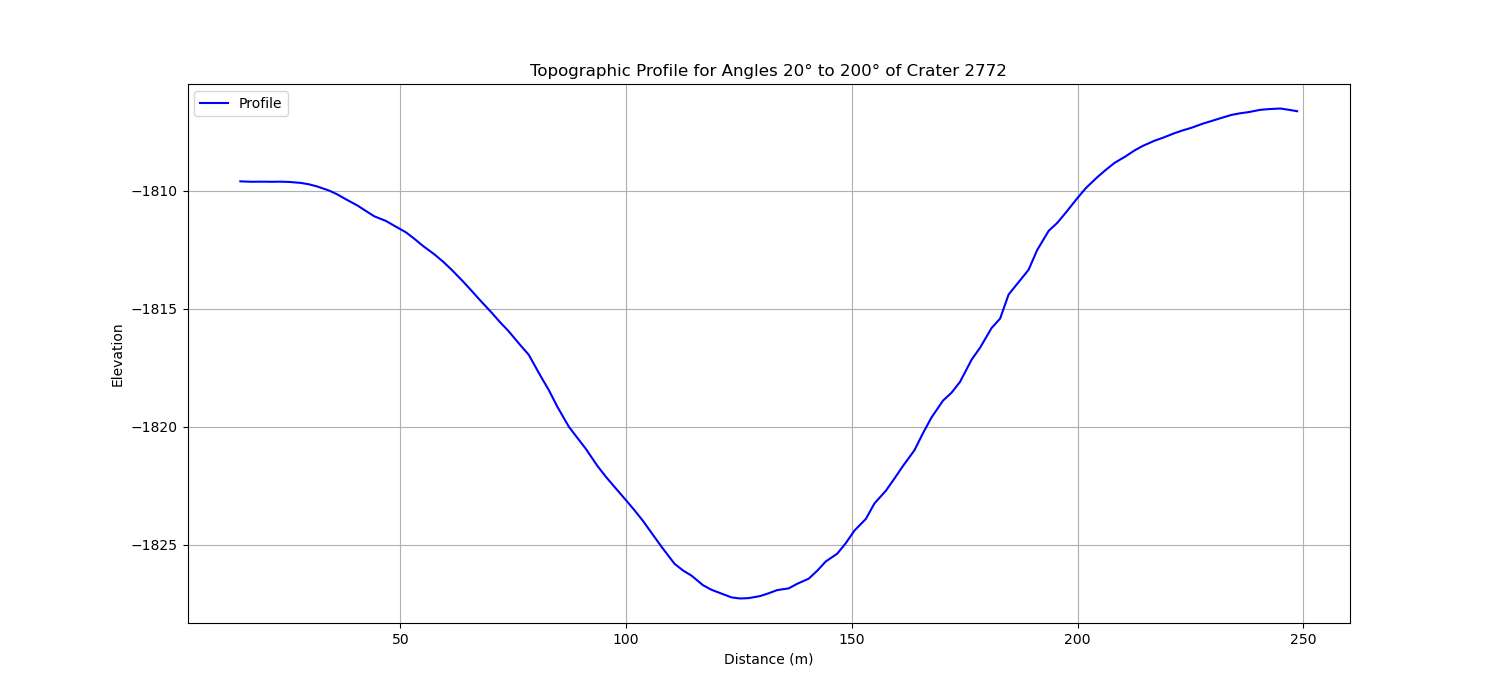 Topographic Profile for Angles 20° to 200° of Crater 2772
Profile
−1810
−1815
−1820
−1825
Elevation
50
100
150
200
250
Distance (m)